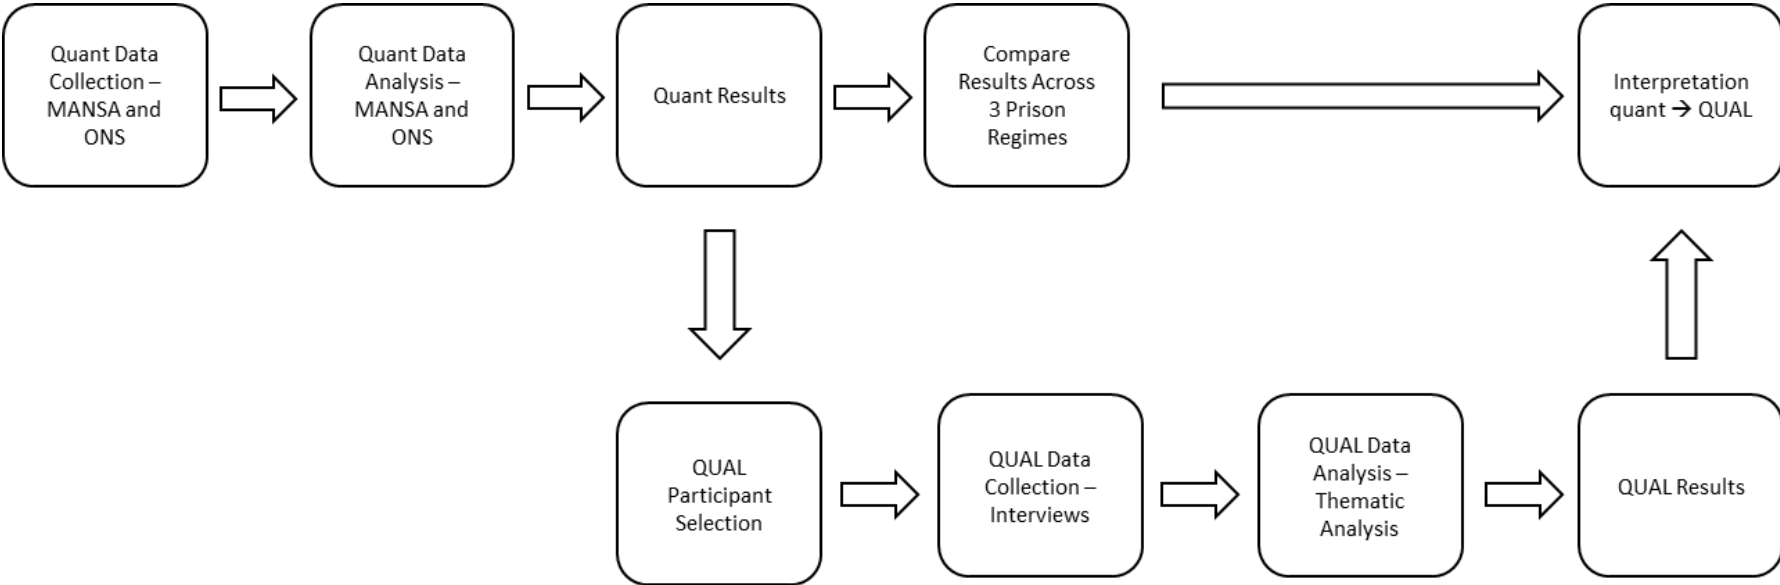 Quant Data
Collection –
MANSA and
ONS
Quant Data
Analysis –
MANSA and
ONS
Quant Results
Compare
Results Across
3 Prison
Regimes
Interpretation
quant → QUAL
QUAL
Participant
Selection
QUAL Data
Collection –
Interviews
QUAL Data
Analysis –
Thematic
Analysis
QUAL Results